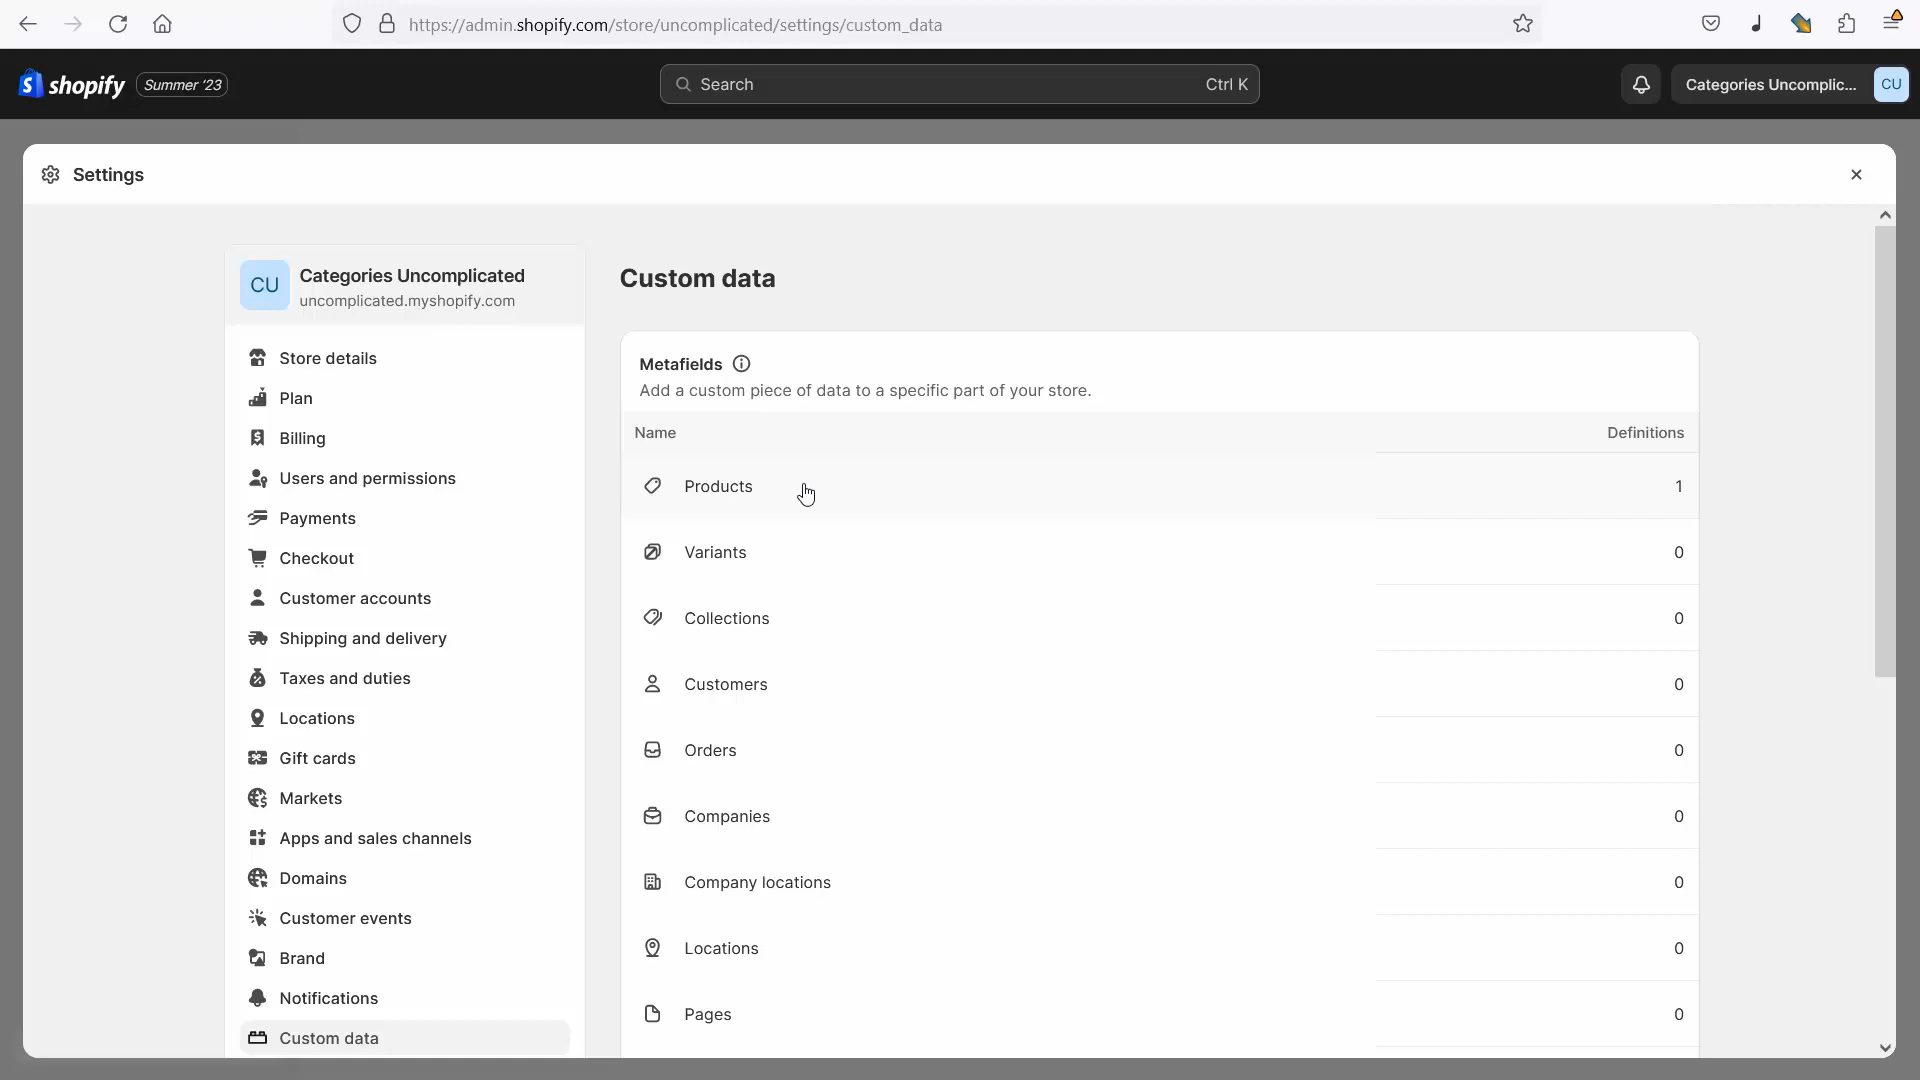 https://admin.shopify.com/store/uncomplicated/settings/custom_data
shopify Summer '23 Search Ctrl K Categories Uncomplic... CU
Settings
CU Categories Uncomplicated
uncomplicated.myshopify.com
Store details
Plan
Billing
Users and permissions
Payments
Checkout
Customer accounts
Shipping and delivery
Taxes and duties
Locations
Gift cards
Markets
Apps and sales channels
Domains
Customer events
Brand
Notifications
Custom data
Custom data
Metafields
Add a custom piece of data to a specific part of your store.
Name Definitions
Products 1
Variants 0
Collections 0
Customers 0
Orders 0
Companies 0
Company locations 0
Locations 0
Pages 0